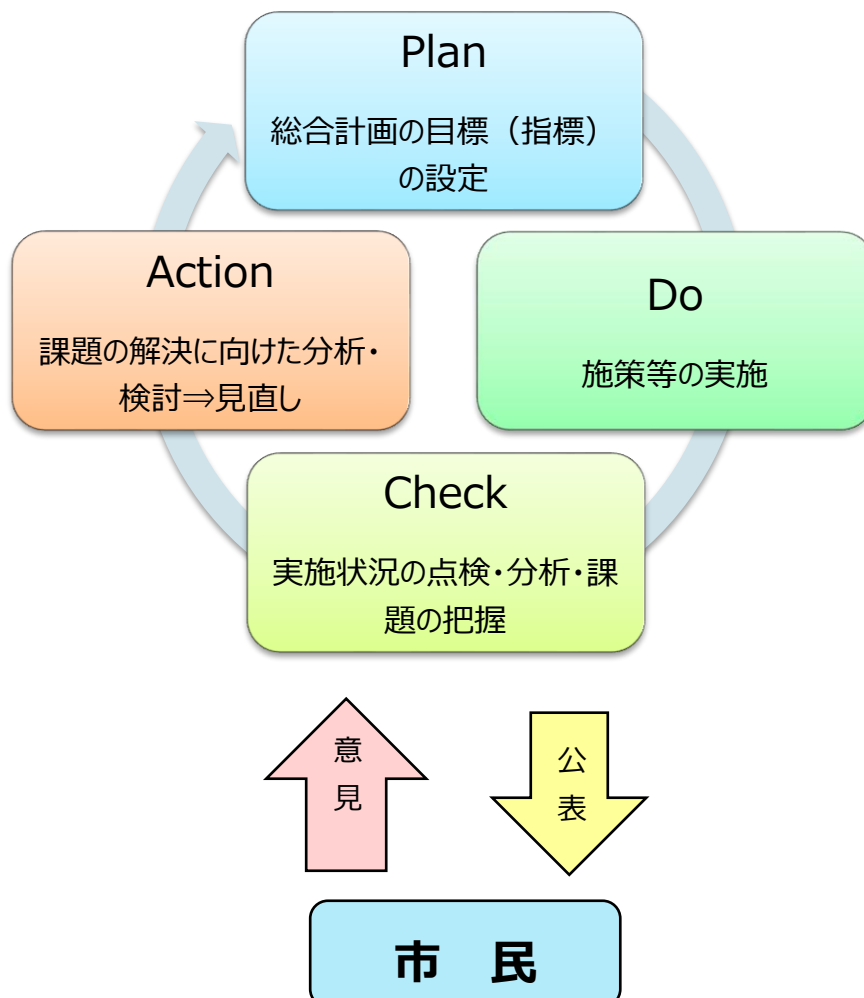 Plan
総合計画の目標（指標）
の設定
Action
課題の解決に向けた分析・
検討⇒見直し
Do
施策等の実施
Check
実施状況の点検・分析・課
題の把握
意
見
公
表
市　民